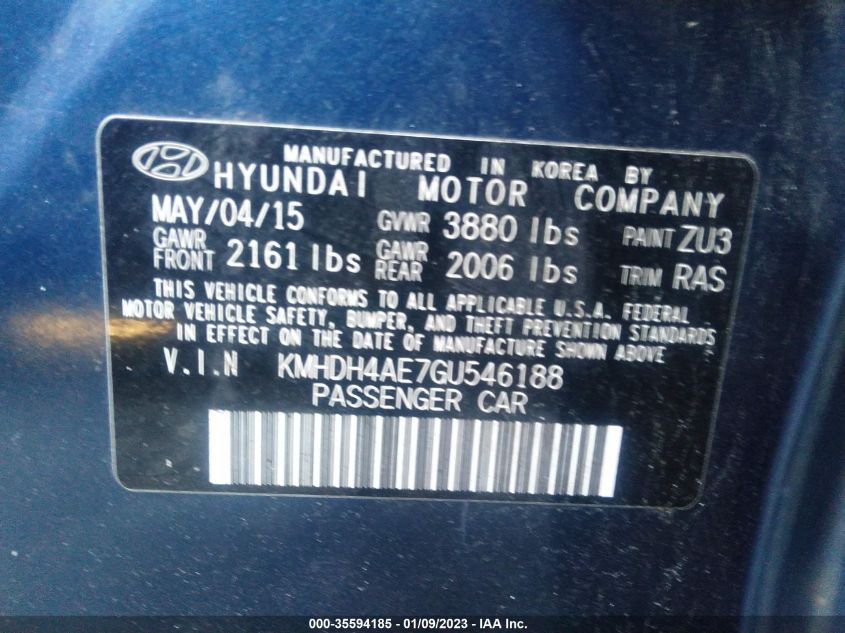 MANUFACTURED IN KOREA BY
HYUNDAI MOTOR COMPANY
MAY/04/15 GVWR 3880 lbs PAINT ZU3
GAWR FRONT 2161 lbs GAWR REAR 2006 lbs TRIM RAS
THIS VEHICLE CONFORMS TO ALL APPLICABLE U.S.A. FEDERAL
MOTOR VEHICLE SAFETY, BUMPER, AND THEFT PREVENTION STANDARDS
IN EFFECT ON THE DATE OF MANUFACTURE SHOWN ABOVE.
V.I.N KMHDH4AE7GU546188
PASSENGER CAR
000-35594185 - 01/09/2023 - IAA Inc.